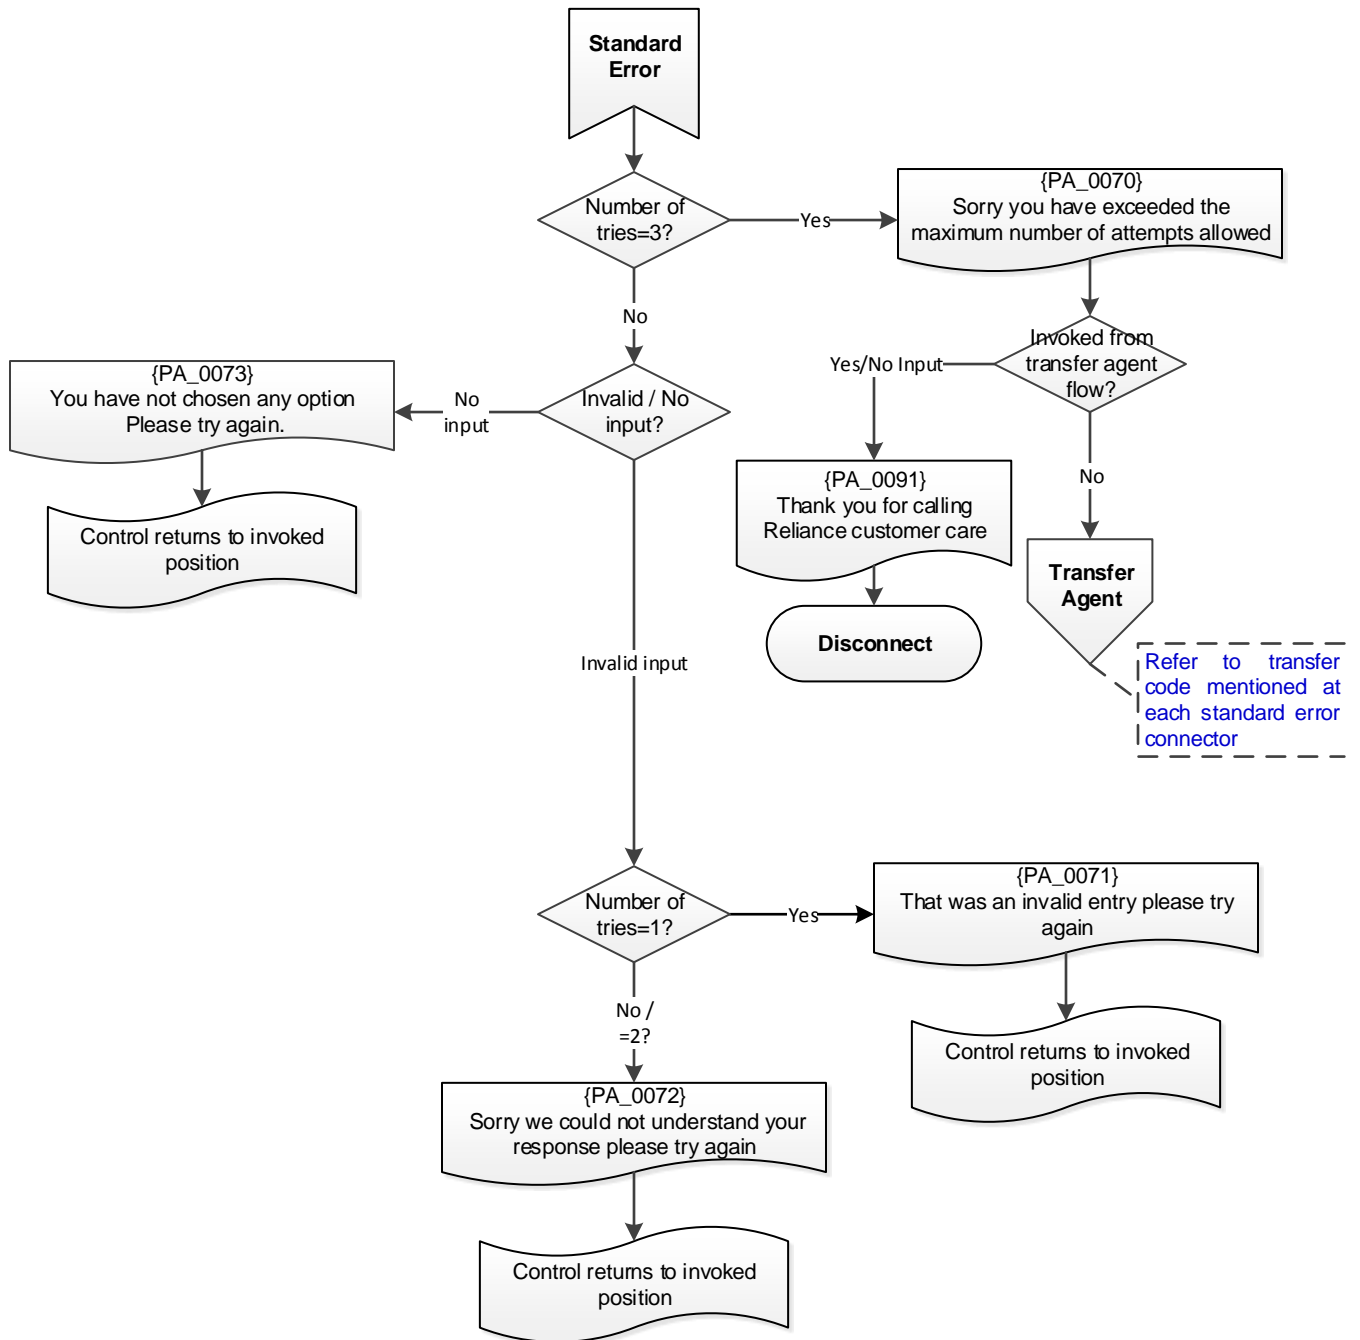 Standard
Error
Number of
tries=3?
Yes
{PA_0070}
Sorry you have exceeded the
maximum number of attempts allowed
No
Invoked from
transfer agent
flow?
Yes/No Input
No
{PA_0073}
You have not chosen any option
Please try again.
No
input
Invalid / No
input?
Control returns to invoked
position
{PA_0091}
Thank you for calling
Reliance customer care
Disconnect
Transfer
Agent
Refer to transfer
code mentioned at
each standard error
connector
Invalid input
Number of
tries=1?
Yes
{PA_0071}
That was an invalid entry please try
again
Control returns to invoked
position
No /
=2?
{PA_0072}
Sorry we could not understand your
response please try again
Control returns to invoked
position